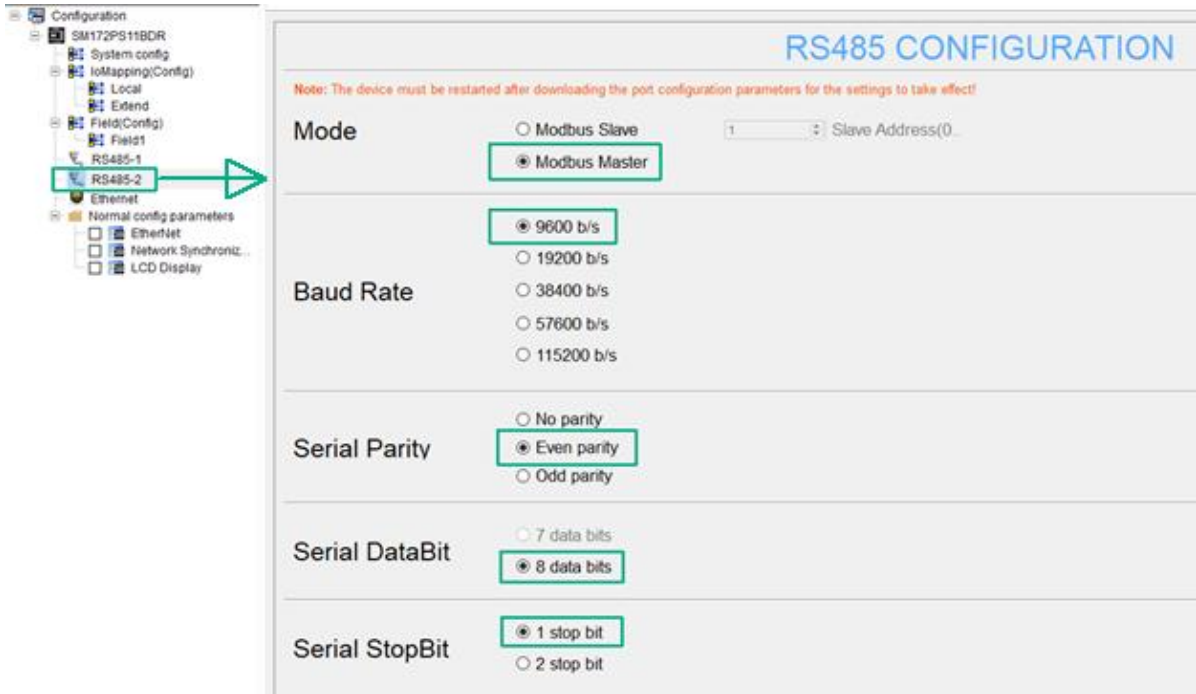 Configuration
SM172PS11BDR
System config
IoMapping(Config)
Local
Extend
Field(Config)
Field1
RS485-1
RS485-2
Ethernet
Normal config parameters
EtherNet
Network Synchroniz...
LCD Display
RS485 CONFIGURATION
Note: The device must be restarted after downloading the port configuration parameters for the settings to take effect!
Mode
Modbus Slave
1
Slave Address(0...
Modbus Master
Baud Rate
9600 b/s
19200 b/s
38400 b/s
57600 b/s
115200 b/s
Serial Parity
No parity
Even parity
Odd parity
Serial DataBit
7 data bits
8 data bits
Serial StopBit
1 stop bit
2 stop bit